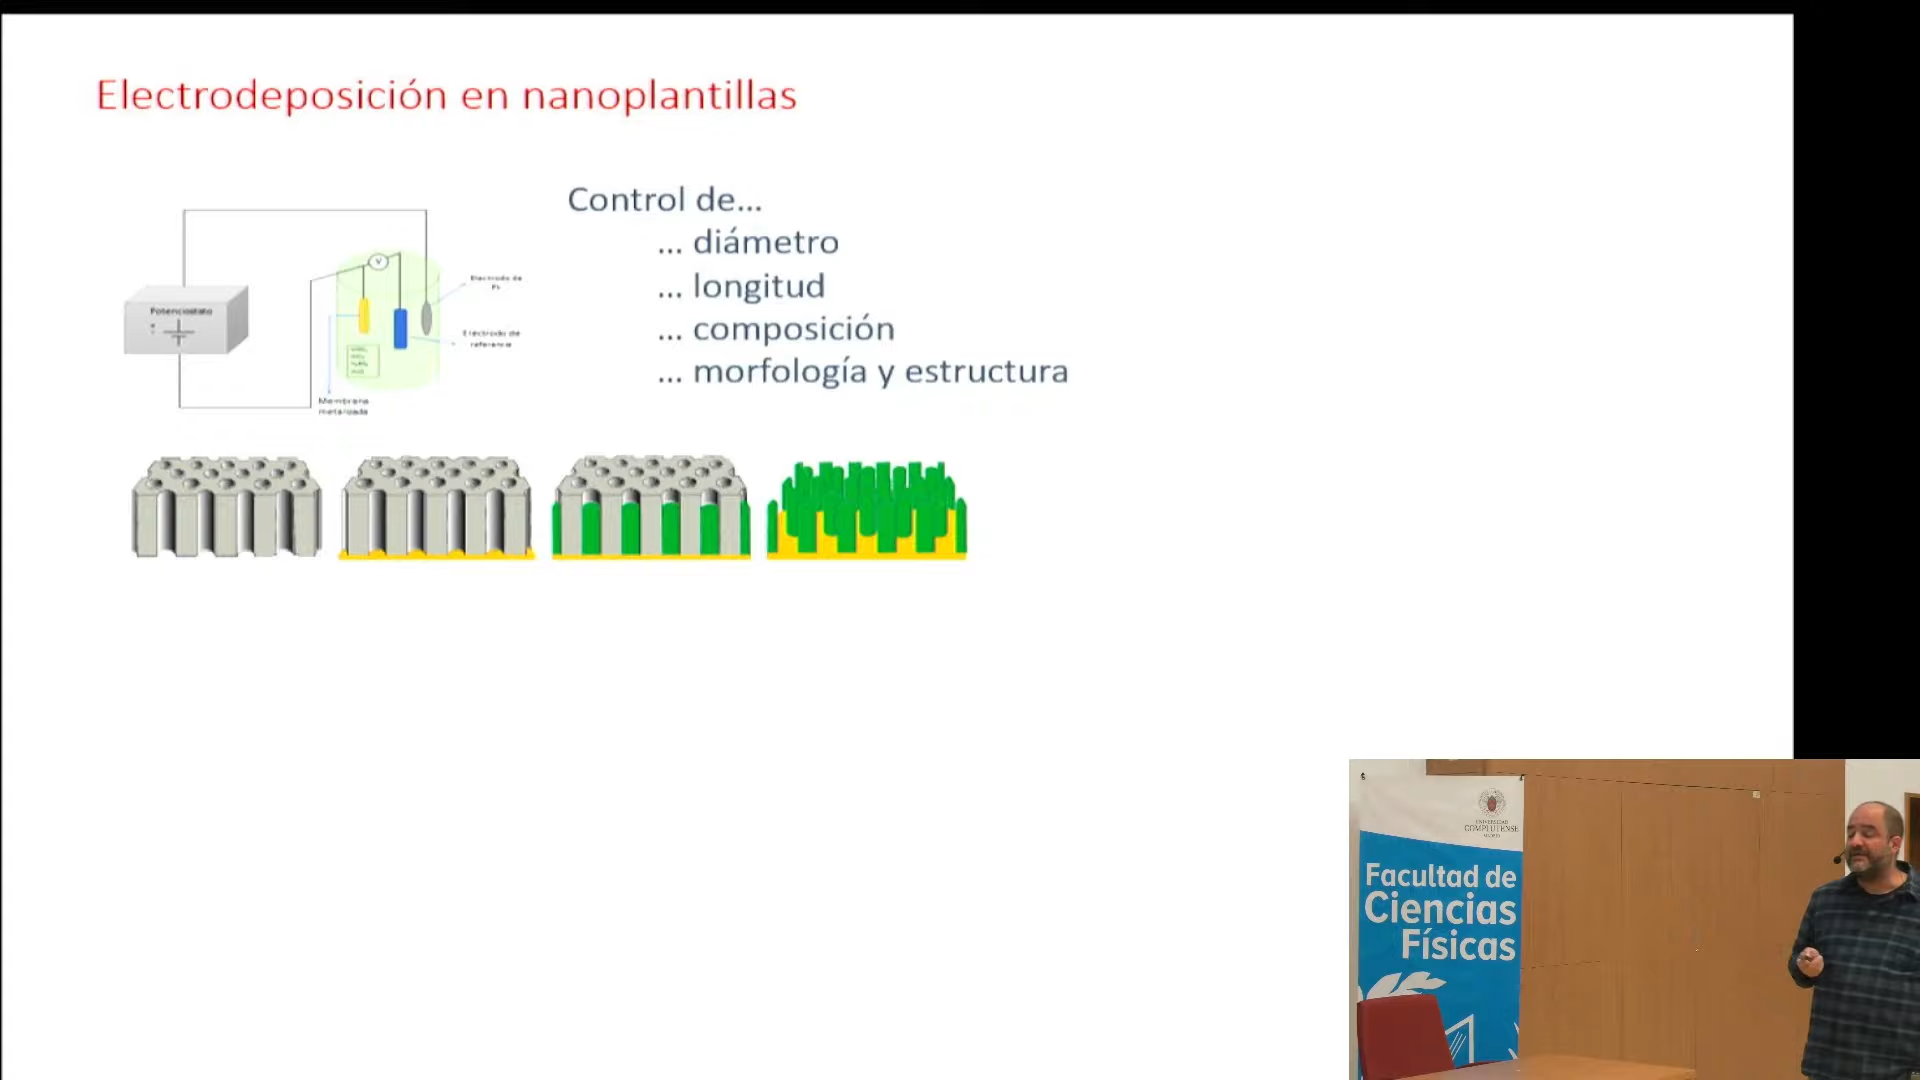 Electrodeposición en nanoplantillas
Control de...
... diámetro
... longitud
... composición
... morfología y estructura
Potenciostato
V
Electrodo de
Pt
Electrodo de
referencia
Membrana
metalizada
UNIVERSIDAD
COMPLUTENSE
MADRID
Facultad de
Ciencias
Físicas